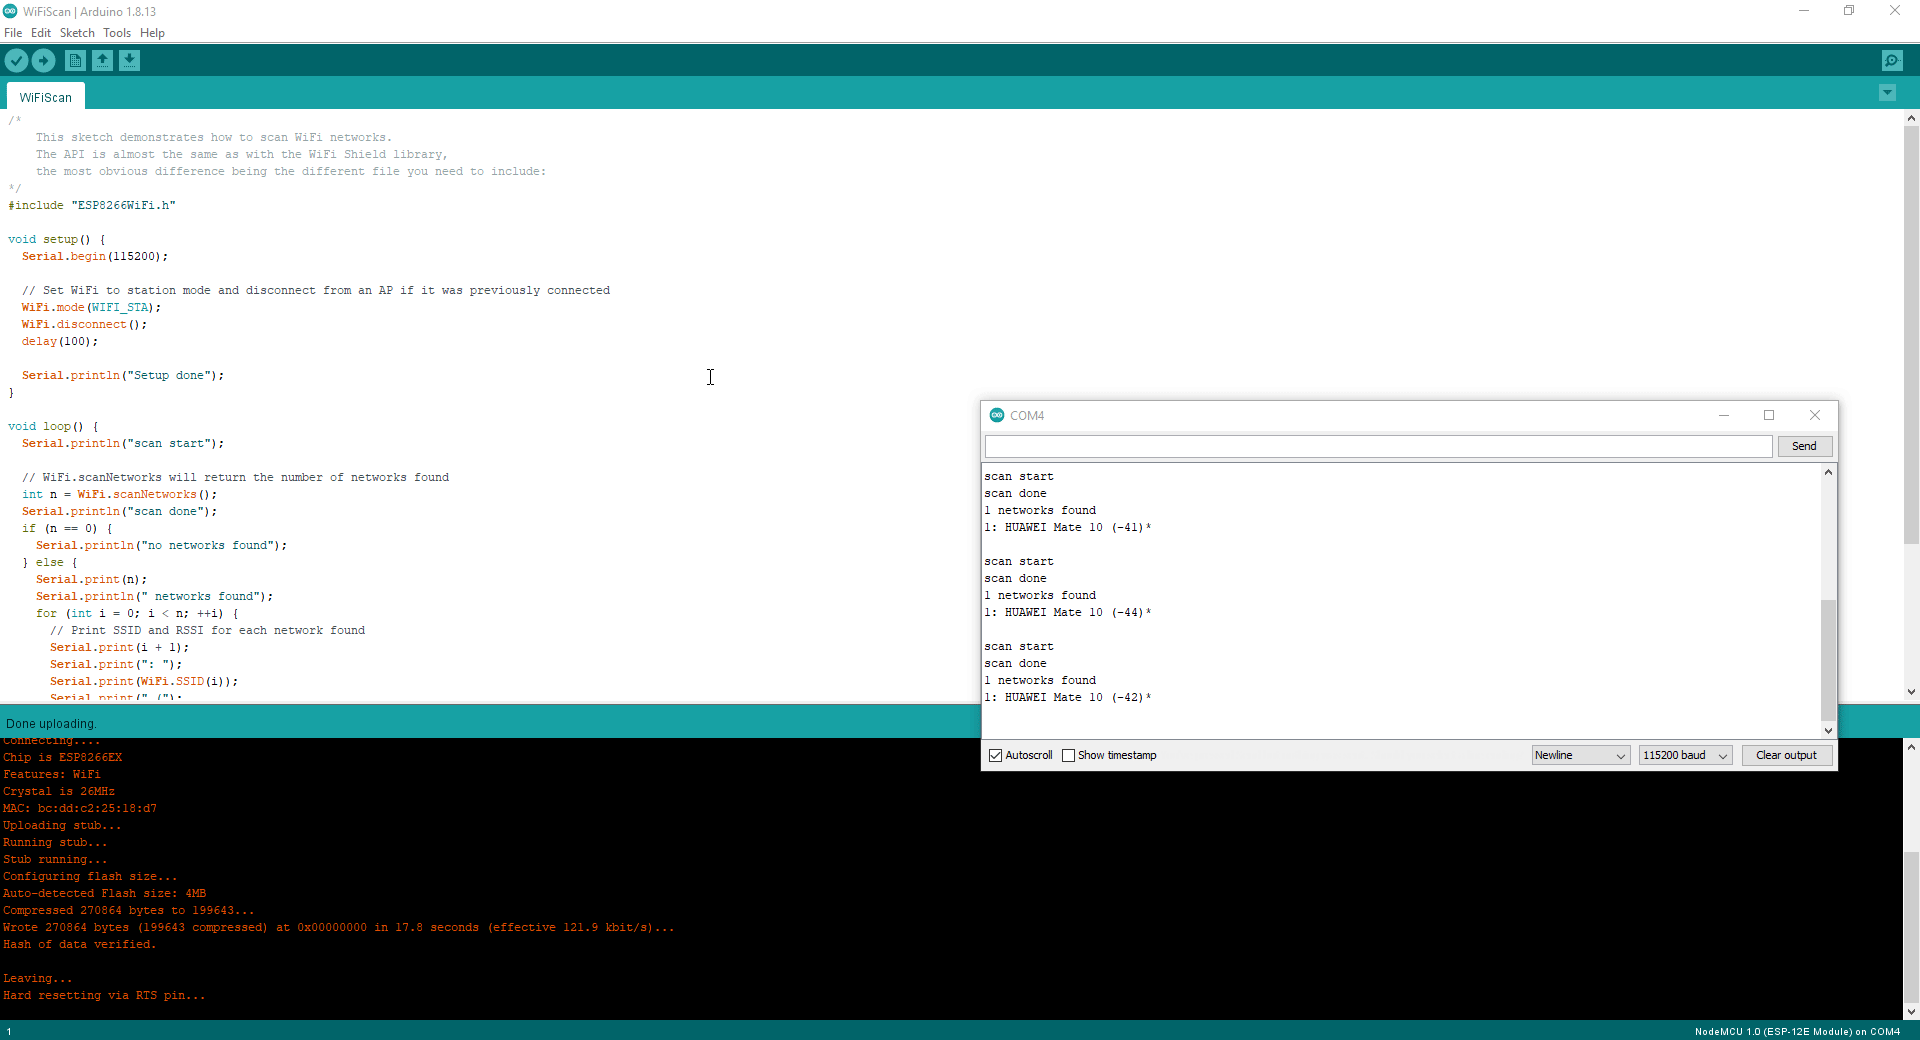 WiFiScan | Arduino 1.8.13
File Edit Sketch Tools Help
WiFiScan
/*
    This sketch demonstrates how to scan WiFi networks.
    The API is almost the same as with the WiFi Shield library,
    the most obvious difference being the different file you need to include:
*/
#include "ESP8266WiFi.h"
void setup() {
  Serial.begin(115200);
  // Set WiFi to station mode and disconnect from an AP if it was previously connected
  WiFi.mode(WIFI_STA);
  WiFi.disconnect();
  delay(100);
  Serial.println("Setup done");
}
void loop() {
  Serial.println("scan start");
  // WiFi.scanNetworks will return the number of networks found
  int n = WiFi.scanNetworks();
  Serial.println("scan done");
  if (n == 0) {
    Serial.println("no networks found");
  } else {
    Serial.print(n);
    Serial.println(" networks found");
    for (int i = 0; i < n; ++i) {
      // Print SSID and RSSI for each network found
      Serial.print(i + 1);
      Serial.print(": ");
      Serial.print(WiFi.SSID(i));
      Serial.print(" (");
COM4
Send
scan start
scan done
1 networks found
1: HUAWEI Mate 10 (-41)*
scan start
scan done
1 networks found
1: HUAWEI Mate 10 (-44)*
scan start
scan done
1 networks found
1: HUAWEI Mate 10 (-42)*
Autoscroll Show timestamp Newline 115200 baud Clear output
Done uploading.
Connecting....
Chip is ESP8266EX
Features: WiFi
Crystal is 26MHz
MAC: bc:dd:c2:25:18:d7
Uploading stub...
Running stub...
Stub running...
Configuring flash size...
Auto-detected Flash size: 4MB
Compressed 270864 bytes to 199643...
Wrote 270864 bytes (199643 compressed) at 0x00000000 in 17.8 seconds (effective 121.9 kbit/s)...
Hash of data verified.
Leaving...
Hard resetting via RTS pin...
1 NodeMCU 1.0 (ESP-12E Module) on COM4